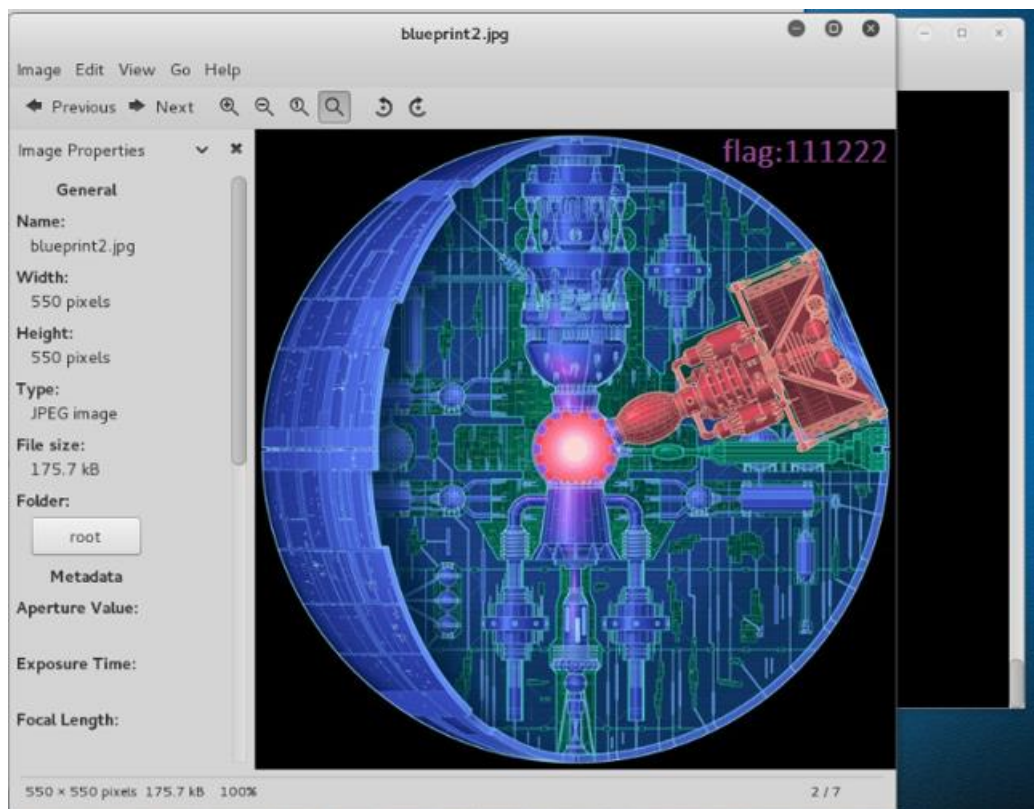 blueprint2.jpg
Image Edit View Go Help
Previous Next
Image Properties
flag:111222
General
Name:
blueprint2.jpg
Width:
550 pixels
Height:
550 pixels
Type:
JPEG image
File size:
175.7 kB
Folder:
root
Metadata
Aperture Value:
Exposure Time:
Focal Length:
550 × 550 pixels 175.7 kB 100% 2 / 7